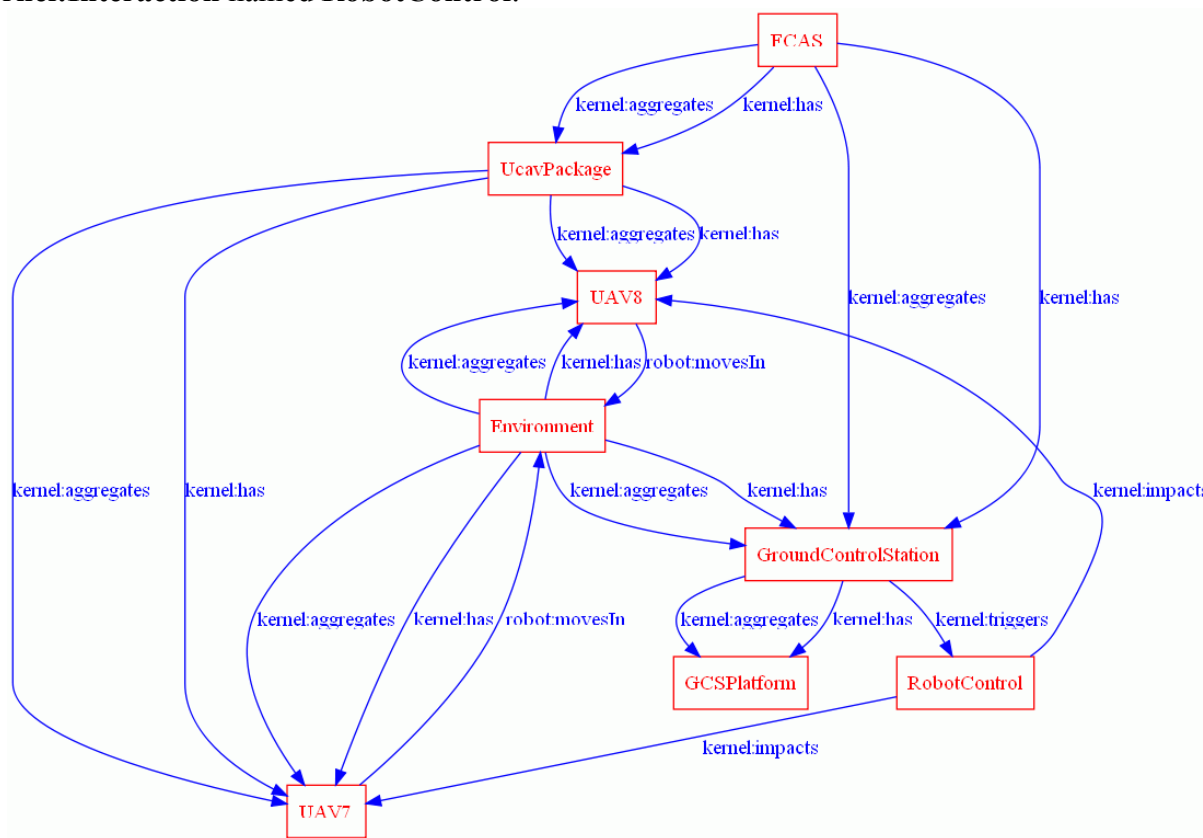 FCAS
kernel:aggregates
kernel:has
UcavPackage
kernel:aggregates
kernel:has
UAV8
kernel:aggregates
kernel:has
kernel:aggregates
kernel:has
robot:movesIn
Environment
kernel:aggregates
kernel:has
kernel:aggregates
kernel:has
kernel:impacts
GroundControlStation
kernel:aggregates
kernel:has
robot:movesIn
kernel:aggregates
kernel:has
kernel:triggers
GCSPlatform
RobotControl
kernel:impacts
UAV7